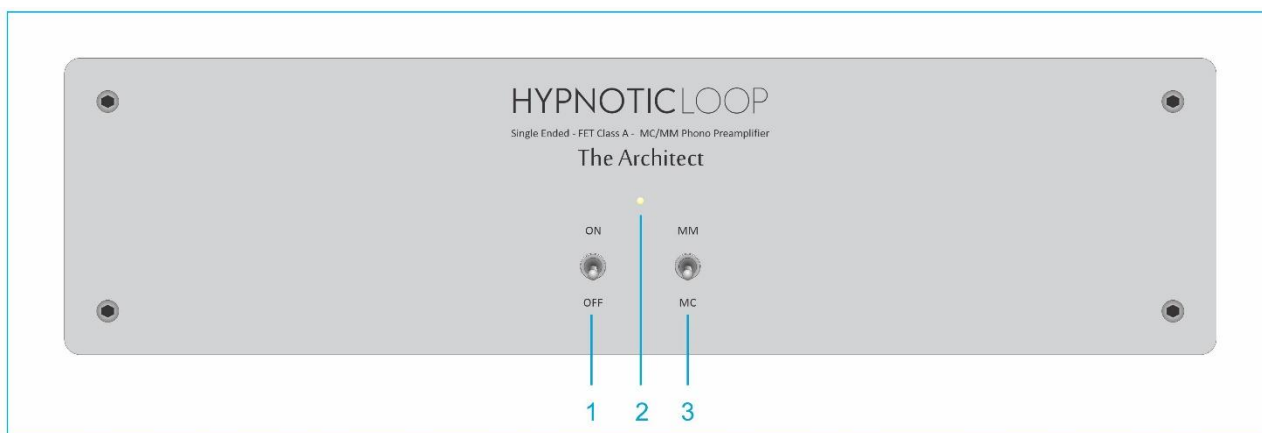 HYPNOTICLOOP
Single Ended - FET Class A - MC/MM Phono Preamplifier
The Architect
ON MM
OFF MC
1 2 3